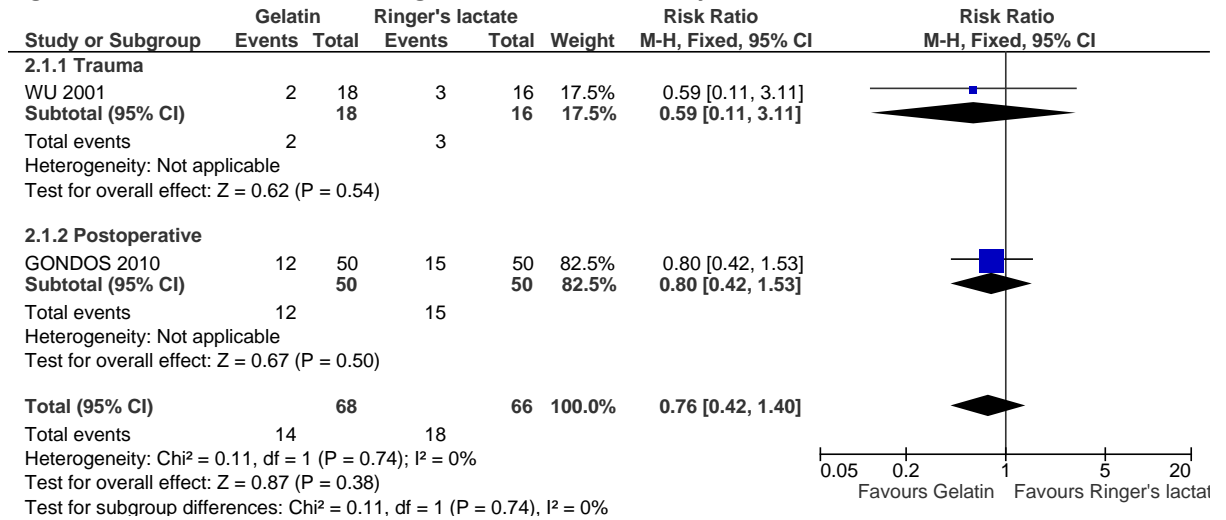 Gelatin Ringer's lactate Risk Ratio Risk Ratio
Study or Subgroup Events Total Events Total Weight M-H, Fixed, 95% CI M-H, Fixed, 95% CI
2.1.1 Trauma
WU 2001 2 18 3 16 17.5% 0.59 [0.11, 3.11]
Subtotal (95% CI) 18 16 17.5% 0.59 [0.11, 3.11]
Total events 2 3
Heterogeneity: Not applicable
Test for overall effect: Z = 0.62 (P = 0.54)
2.1.2 Postoperative
GONDOS 2010 12 50 15 50 82.5% 0.80 [0.42, 1.53]
Subtotal (95% CI) 50 50 82.5% 0.80 [0.42, 1.53]
Total events 12 15
Heterogeneity: Not applicable
Test for overall effect: Z = 0.67 (P = 0.50)
Total (95% CI) 68 66 100.0% 0.76 [0.42, 1.40]
Total events 14 18
Heterogeneity: Chi² = 0.11, df = 1 (P = 0.74); I² = 0%
Test for overall effect: Z = 0.87 (P = 0.38)
Test for subgroup differences: Chi² = 0.11, df = 1 (P = 0.74), I² = 0%
0.05 0.2 1 5 20
Favours Gelatin Favours Ringer's lactat